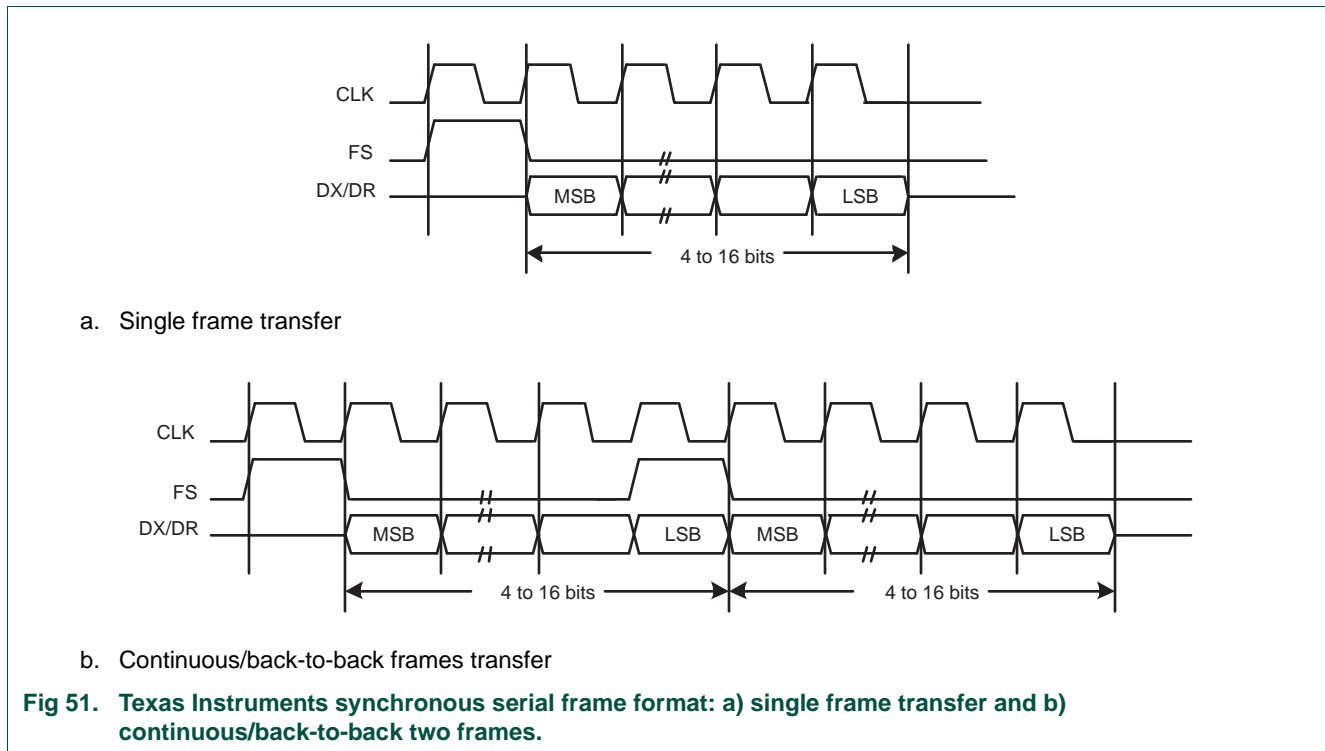 CLK
FS
DX/DR
MSB
LSB
4 to 16 bits
a. Single frame transfer
CLK
FS
DX/DR
MSB
LSB
MSB
LSB
4 to 16 bits
4 to 16 bits
b. Continuous/back-to-back frames transfer
Fig 51. Texas Instruments synchronous serial frame format: a) single frame transfer and b)
continuous/back-to-back two frames.